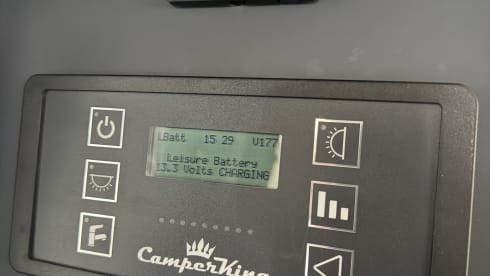 LBatt 15 29 V177
Leisure Battery
13.3 Volts CHARGING
CamperKing